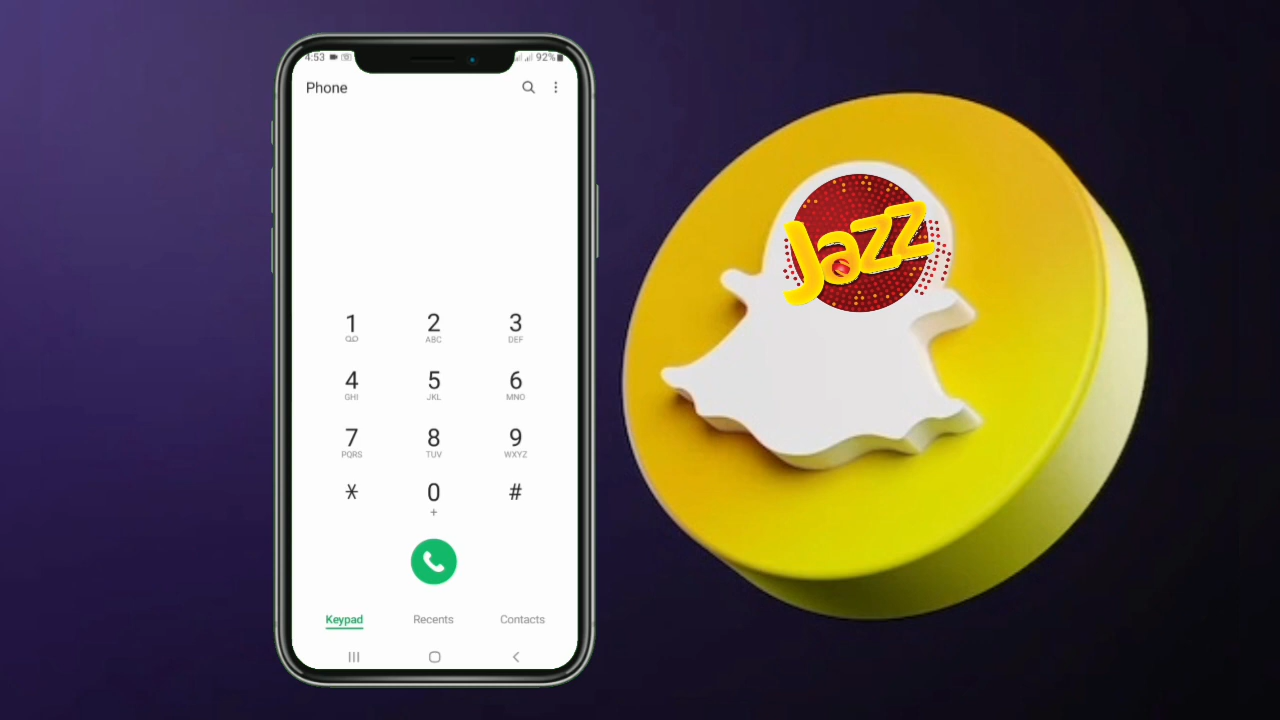 4:53
92%
Phone
1 2 3
ABC DEF
4 5 6
GHI JKL MNO
7 8 9
PQRS TUV WXYZ
* 0 #
+
Keypad Recents Contacts
Jazz